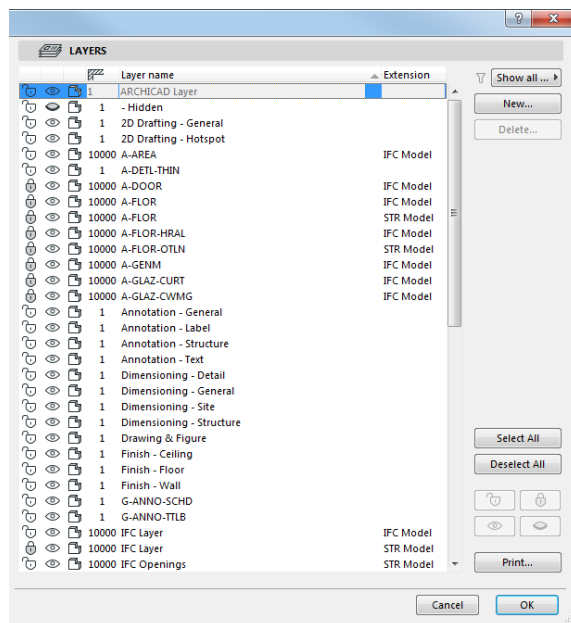 ?
X
LAYERS
Layer name Extension
Show all ...
1 ARCHICAD Layer
New...
1 - Hidden
1 2D Drafting - General
Delete...
1 2D Drafting - Hotspot
10000 A-AREA IFC Model
1 A-DETL-THIN
10000 A-DOOR IFC Model
10000 A-FLOR IFC Model
10000 A-FLOR STR Model
10000 A-FLOR-HRAL IFC Model
10000 A-FLOR-OTLN STR Model
10000 A-GENM IFC Model
10000 A-GLAZ-CURT IFC Model
10000 A-GLAZ-CWMG IFC Model
1 Annotation - General
1 Annotation - Label
1 Annotation - Structure
1 Annotation - Text
1 Dimensioning - Detail
1 Dimensioning - General
1 Dimensioning - Site
1 Dimensioning - Structure
1 Drawing & Figure
Select All
1 Finish - Ceiling
1 Finish - Floor
Deselect All
1 Finish - Wall
1 G-ANNO-SCHD
1 G-ANNO-TTLB
10000 IFC Layer IFC Model
10000 IFC Layer STR Model
10000 IFC Openings STR Model
Print...
Cancel
OK